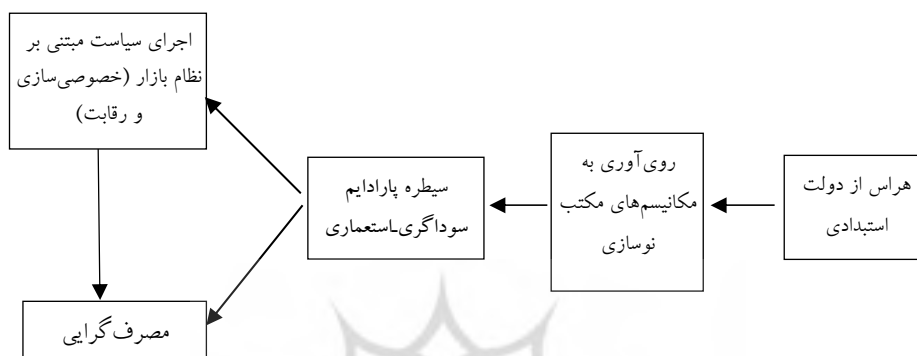 هراس از دولت
استبدادی
روی‌آوری به
مکانیسم‌های مکتب
نوسازی
سیطره پارادایم
سوداگری-استعماری
اجرای سیاست مبتنی بر
نظام بازار (خصوصی‌سازی
و رقابت)
مصرف‌گرایی